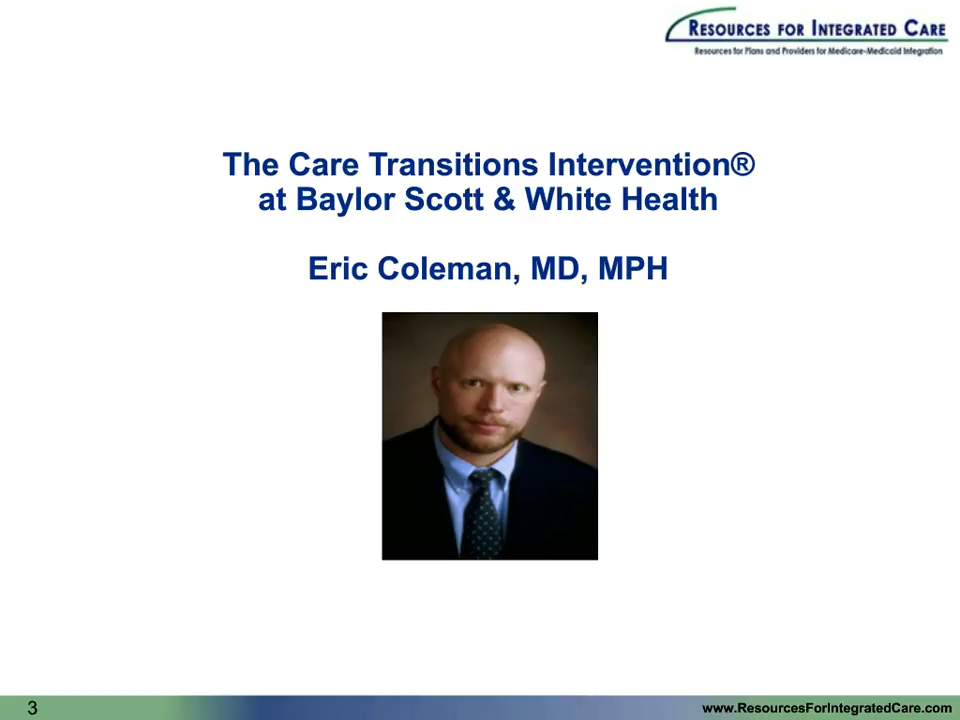 RESOURCES FOR INTEGRATED CARE
Resources for Plans and Providers for Medicare-Medicaid Integration
The Care Transitions Intervention®
at Baylor Scott & White Health
Eric Coleman, MD, MPH
3
www.ResourcesForIntegratedCare.com